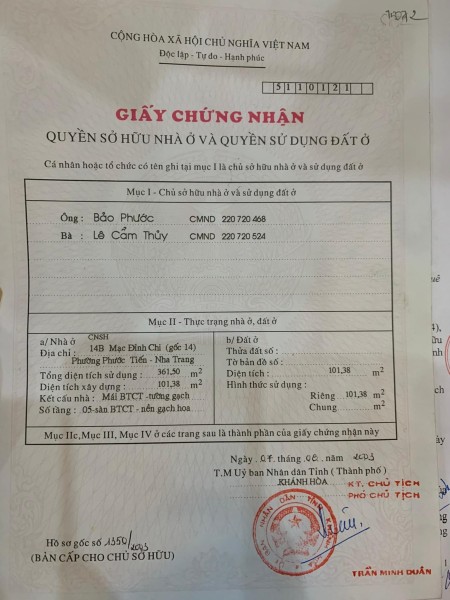 CỘNG HÒA XÃ HỘI CHỦ NGHĨA VIỆT NAM
Độc lập - Tự do - Hạnh phúc
5 1 1 0 1 2 1
GIẤY CHỨNG NHẬN
QUYỀN SỞ HỮU NHÀ Ở VÀ QUYỀN SỬ DỤNG ĐẤT Ở
Cá nhân hoặc tổ chức có tên ghi tại mục I là chủ sở hữu nhà ở và sử dụng đất ở
Mục I - Chủ sở hữu nhà ở và sử dụng đất ở
Ông : Bảo Phước CMND 220 720 468
Bà : Lê Cẩm Thủy CMND 220 720 524
Mục II - Thực trạng nhà ở, đất ở
a/ Nhà ở CNSH
Địa chỉ : 14B Mạc Đĩnh Chi (gốc 14)
Phường Phước Tiến - Nha Trang
Tổng diện tích sử dụng : 361,50 m2
Diện tích xây dựng : 101,38 m2
Kết cấu nhà : Mái BTCT -tường gạch
Số tầng : 05-sàn BTCT - nền gạch hoa
b/ Đất ở
Thửa đất số :
Tờ bản đồ số :
Diện tích : 101,38 m2
Hình thức sử dụng :
Riêng 101,38 m2
Chung m2
Mục IIc, Mục III, Mục IV ở các trang sau là thành phần của giấy chứng nhận này
Ngày tháng năm 2003
T.M Uỷ ban Nhân dân Tỉnh ( Thành phố )
KHÁNH HÒA
KT. CHỦ TỊCH
PHÓ CHỦ TỊCH
Hồ sơ gốc số 1350/2003
(BẢN CẤP CHO CHỦ SỞ HỮU)
TRẦN MINH DUÂN